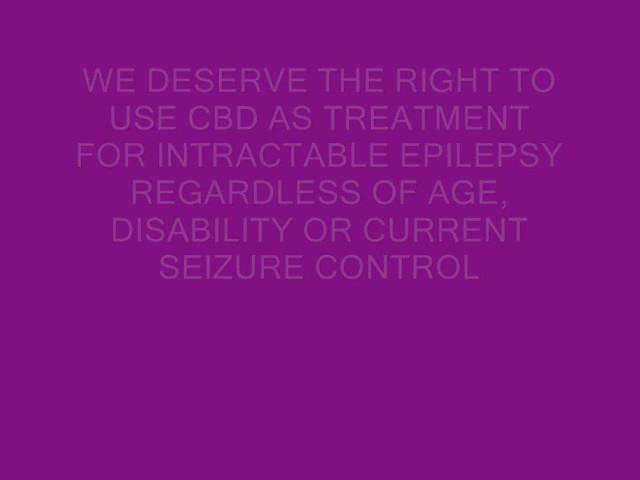 WE DESERVE THE RIGHT TO
USE CBD AS TREATMENT
FOR INTRACTABLE EPILEPSY
REGARDLESS OF AGE,
DISABILITY OR CURRENT
SEIZURE CONTROL